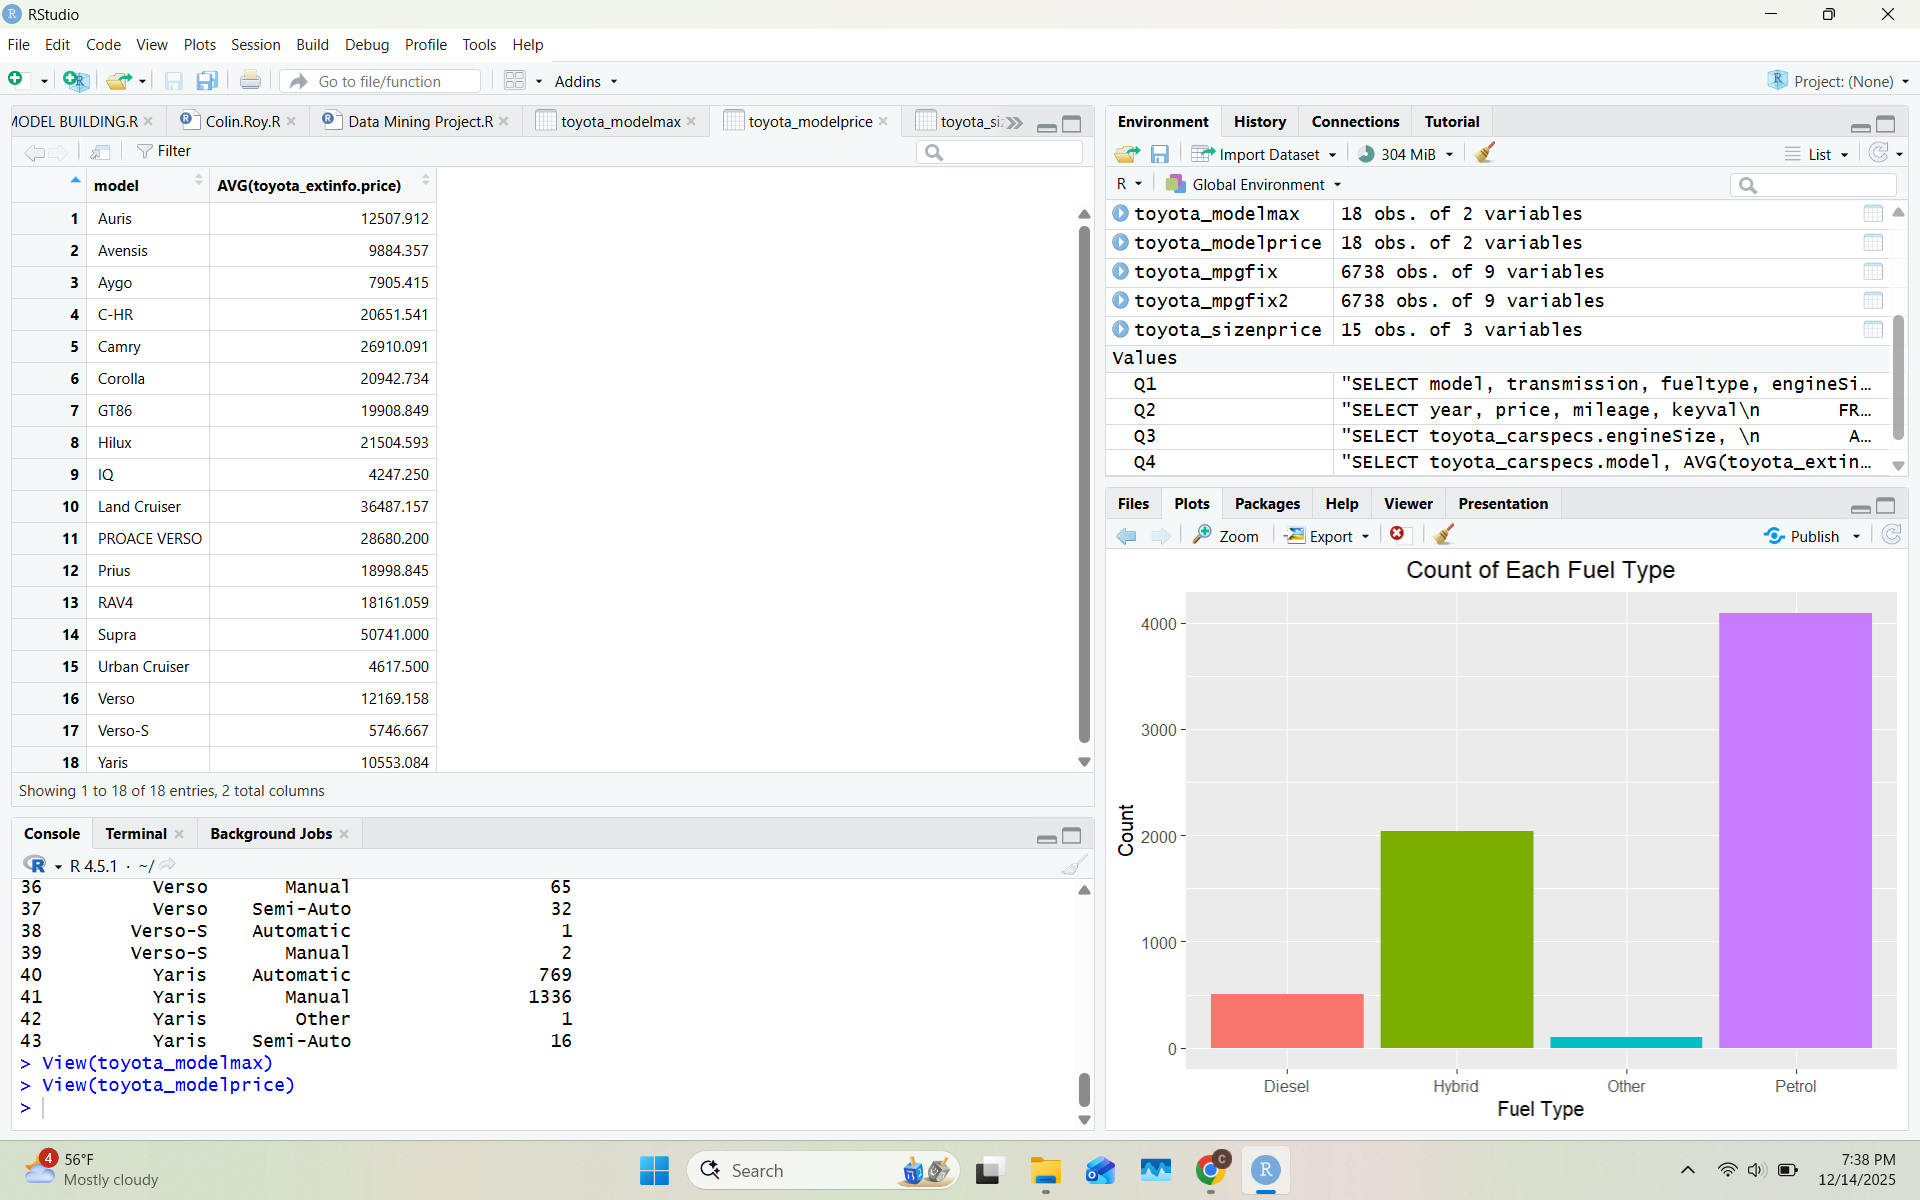 RStudio
File Edit Code View Plots Session Build Debug Profile Tools Help
Go to file/function Addins Project: (None)
MODEL BUILDING.R Colin.Roy.R Data Mining Project.R toyota_modelmax toyota_modelprice toyota_si
Filter
model AVG(toyota_extinfo.price)
1 Auris 12507.912
2 Avensis 9884.357
3 Aygo 7905.415
4 C-HR 20651.541
5 Camry 26910.091
6 Corolla 20942.734
7 GT86 19908.849
8 Hilux 21504.593
9 IQ 4247.250
10 Land Cruiser 36487.157
11 PROACE VERSO 28680.200
12 Prius 18998.845
13 RAV4 18161.059
14 Supra 50741.000
15 Urban Cruiser 4617.500
16 Verso 12169.158
17 Verso-S 5746.667
18 Yaris 10553.084
Showing 1 to 18 of 18 entries, 2 total columns
Console Terminal Background Jobs
R R 4.5.1 · ~/
36 Verso Manual 65
37 Verso Semi-Auto 32
38 Verso-S Automatic 1
39 Verso-S Manual 2
40 Yaris Automatic 769
41 Yaris Manual 1336
42 Yaris Other 1
43 Yaris Semi-Auto 16
> View(toyota_modelmax)
> View(toyota_modelprice)
>
Environment History Connections Tutorial
Import Dataset 304 MiB List
R Global Environment
toyota_modelmax 18 obs. of 2 variables
toyota_modelprice 18 obs. of 2 variables
toyota_mpgfix 6738 obs. of 9 variables
toyota_mpgfix2 6738 obs. of 9 variables
toyota_sizenprice 15 obs. of 3 variables
Values
Q1 "SELECT model, transmission, fueltype, engineSi…
Q2 "SELECT year, price, mileage, keyval\n FR…
Q3 "SELECT toyota_carspecs.engineSize, \n A…
Q4 "SELECT toyota_carspecs.model, AVG(toyota_extin…
Files Plots Packages Help Viewer Presentation
Zoom Export Publish
Count of Each Fuel Type
4000
3000
2000
1000
0
Count
Diesel Hybrid Other Petrol
Fuel Type
4 56°F
Mostly cloudy
Search
C
R
7:38 PM
12/14/2025